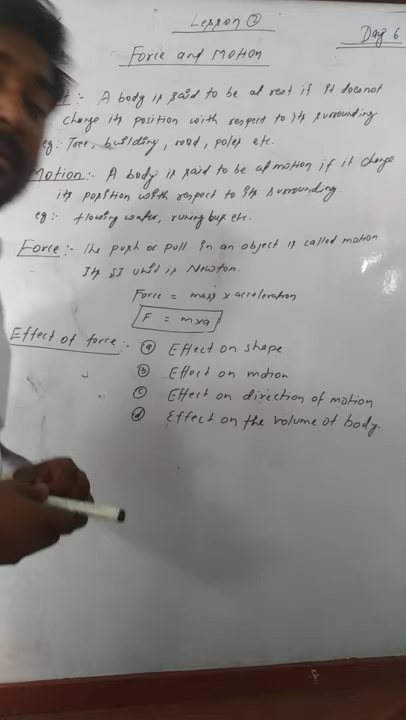 Lesson ②
Day 6
Force and Motion
t :- A body is said to be at rest if it does not
change its position with respect to its surrounding
eg: Tree, building, road, poles etc.
Motion :- A body is said to be at motion if it change
its position with respect to its surrounding.
eg :- flowing water, runing bus etc.
Force :- The push or pull in an object is called motion
Its SI unit is Newton.
Force = mass x acceleration
F = mxa
Effect of force :- ⓐ Effect on shape
ⓑ Effect on motion
ⓒ Effect on direction of motion
ⓓ Effect on the volume of body.